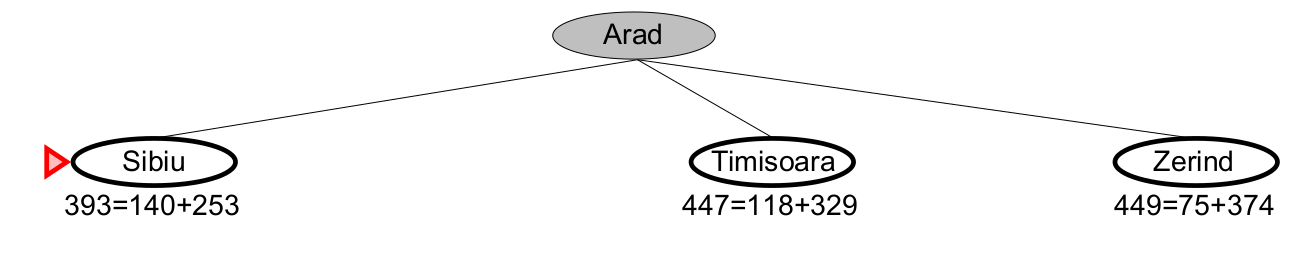 Arad
Sibiu
Timisoara
Zerind
393=140+253
447=118+329
449=75+374